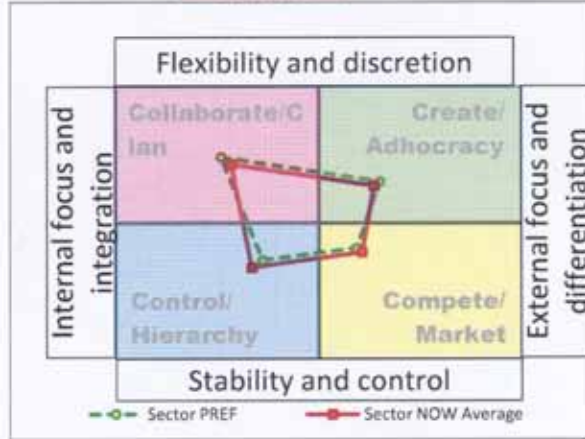 Flexibility and discretion
Internal focus and
integration
Collaborate/C
lan
Create/
Adhocracy
External focus and
differentiation
Control/
Hierarchy
Compete/
Market
Stability and control
Sector PREF
Sector NOW Average